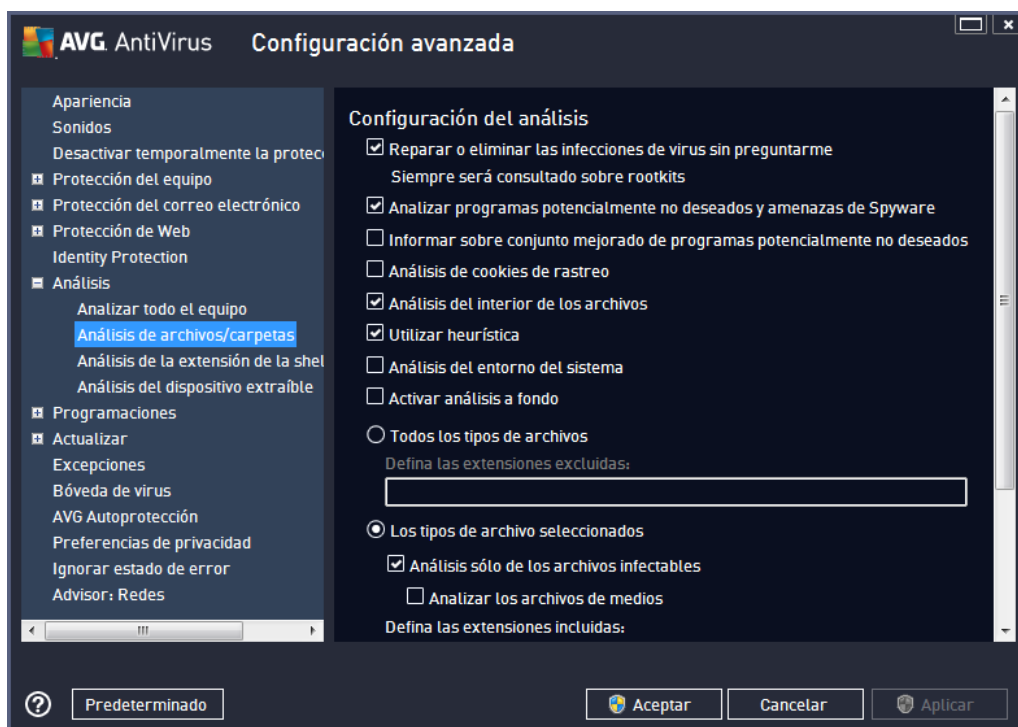 AVG. AntiVirus Configuración avanzada
Apariencia
Sonidos
Desactivar temporalmente la protec
Protección del equipo
Protección del correo electrónico
Protección de Web
Identity Protection
Análisis
Analizar todo el equipo
Análisis de archivos/carpetas
Análisis de la extensión de la shel
Análisis del dispositivo extraíble
Programaciones
Actualizar
Excepciones
Bóveda de virus
AVG Autoprotección
Preferencias de privacidad
Ignorar estado de error
Advisor: Redes
Configuración del análisis
Reparar o eliminar las infecciones de virus sin preguntarme
Siempre será consultado sobre rootkits
Analizar programas potencialmente no deseados y amenazas de Spyware
Informar sobre conjunto mejorado de programas potencialmente no deseados
Análisis de cookies de rastreo
Análisis del interior de los archivos
Utilizar heurística
Análisis del entorno del sistema
Activar análisis a fondo
Todos los tipos de archivos
Defina las extensiones excluidas:
Los tipos de archivo seleccionados
Análisis sólo de los archivos infectables
Analizar los archivos de medios
Defina las extensiones incluidas:
? Predeterminado Aceptar Cancelar Aplicar